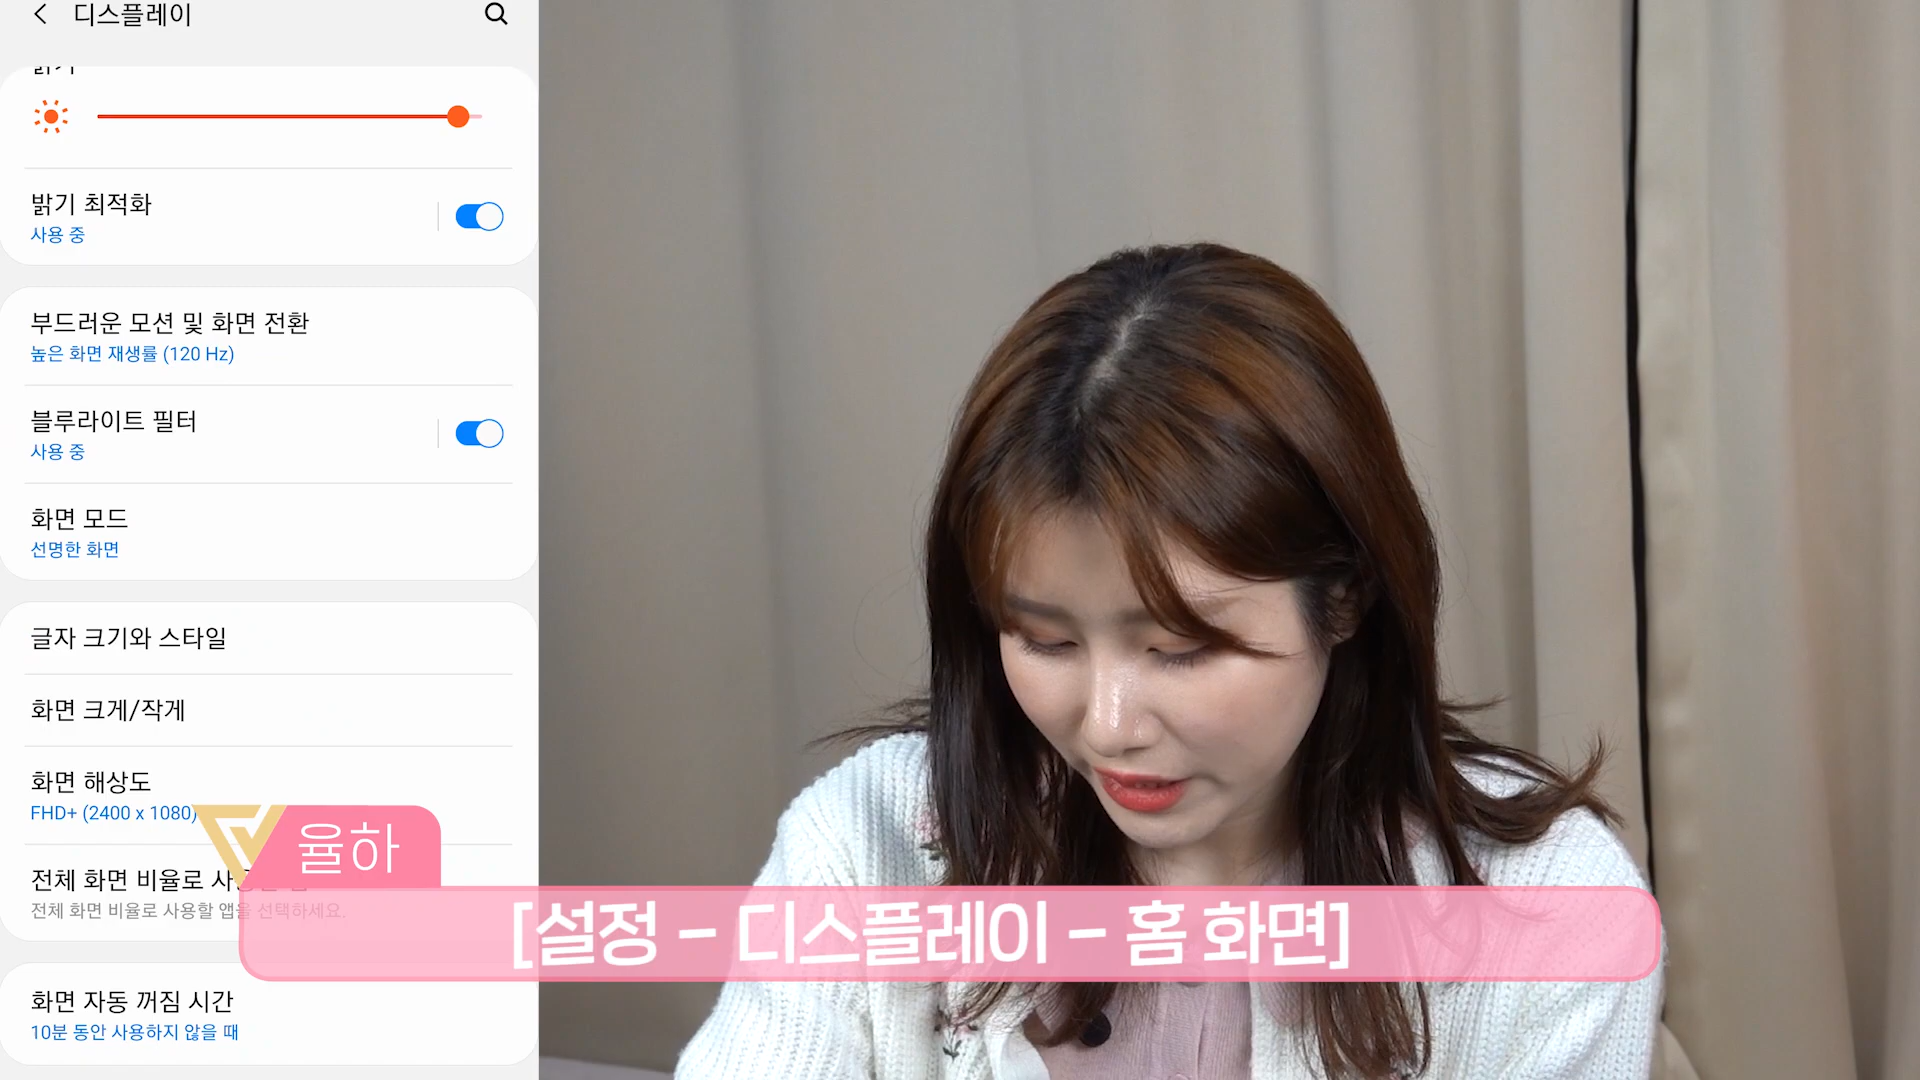 디스플레이
밝기 최적화
사용 중
부드러운 모션 및 화면 전환
높은 화면 재생률 (120 Hz)
블루라이트 필터
사용 중
화면 모드
선명한 화면
글자 크기와 스타일
화면 크게/작게
화면 해상도
FHD+ (2400 x 1080)
율하
전체 화면 비율로
전체 화면 비율로 사용할 앱을 선택하세요.
[설정 - 디스플레이 - 홈 화면]
화면 자동 꺼짐 시간
10분 동안 사용하지 않을 때